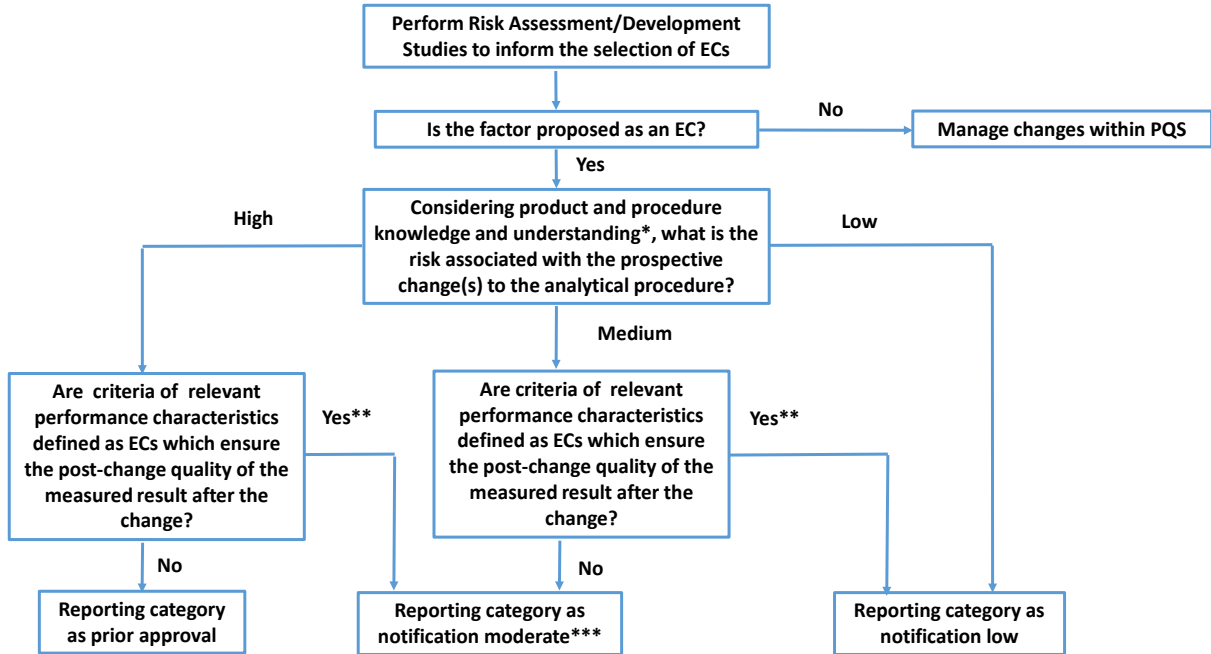 Perform Risk Assessment/Development
Studies to inform the selection of ECs
Is the factor proposed as an EC?
No
Manage changes within PQS
Yes
High
Considering product and procedure
knowledge and understanding*, what is the
risk associated with the prospective
change(s) to the analytical procedure?
Low
Medium
Are criteria of relevant
performance characteristics
defined as ECs which ensure
the post-change quality of the
measured result after the
change?
Yes**
Are criteria of relevant
performance characteristics
defined as ECs which ensure
the post-change quality of the
measured result after the
change?
Yes**
No
No
Reporting category
as prior approval
Reporting category as
notification moderate***
Reporting category as
notification low